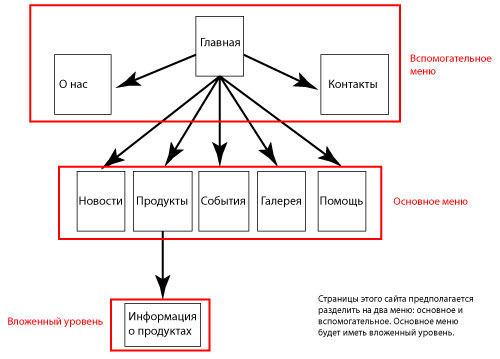 Главная
О нас
Контакты
Вспомогательное
меню
Новости
Продукты
События
Галерея
Помощь
Основное меню
Вложенный уровень
Информация
о продуктах
Страницы этого сайта предполагается
разделить на два меню: основное и
вспомогательное. Основное меню
будет иметь вложенный уровень.